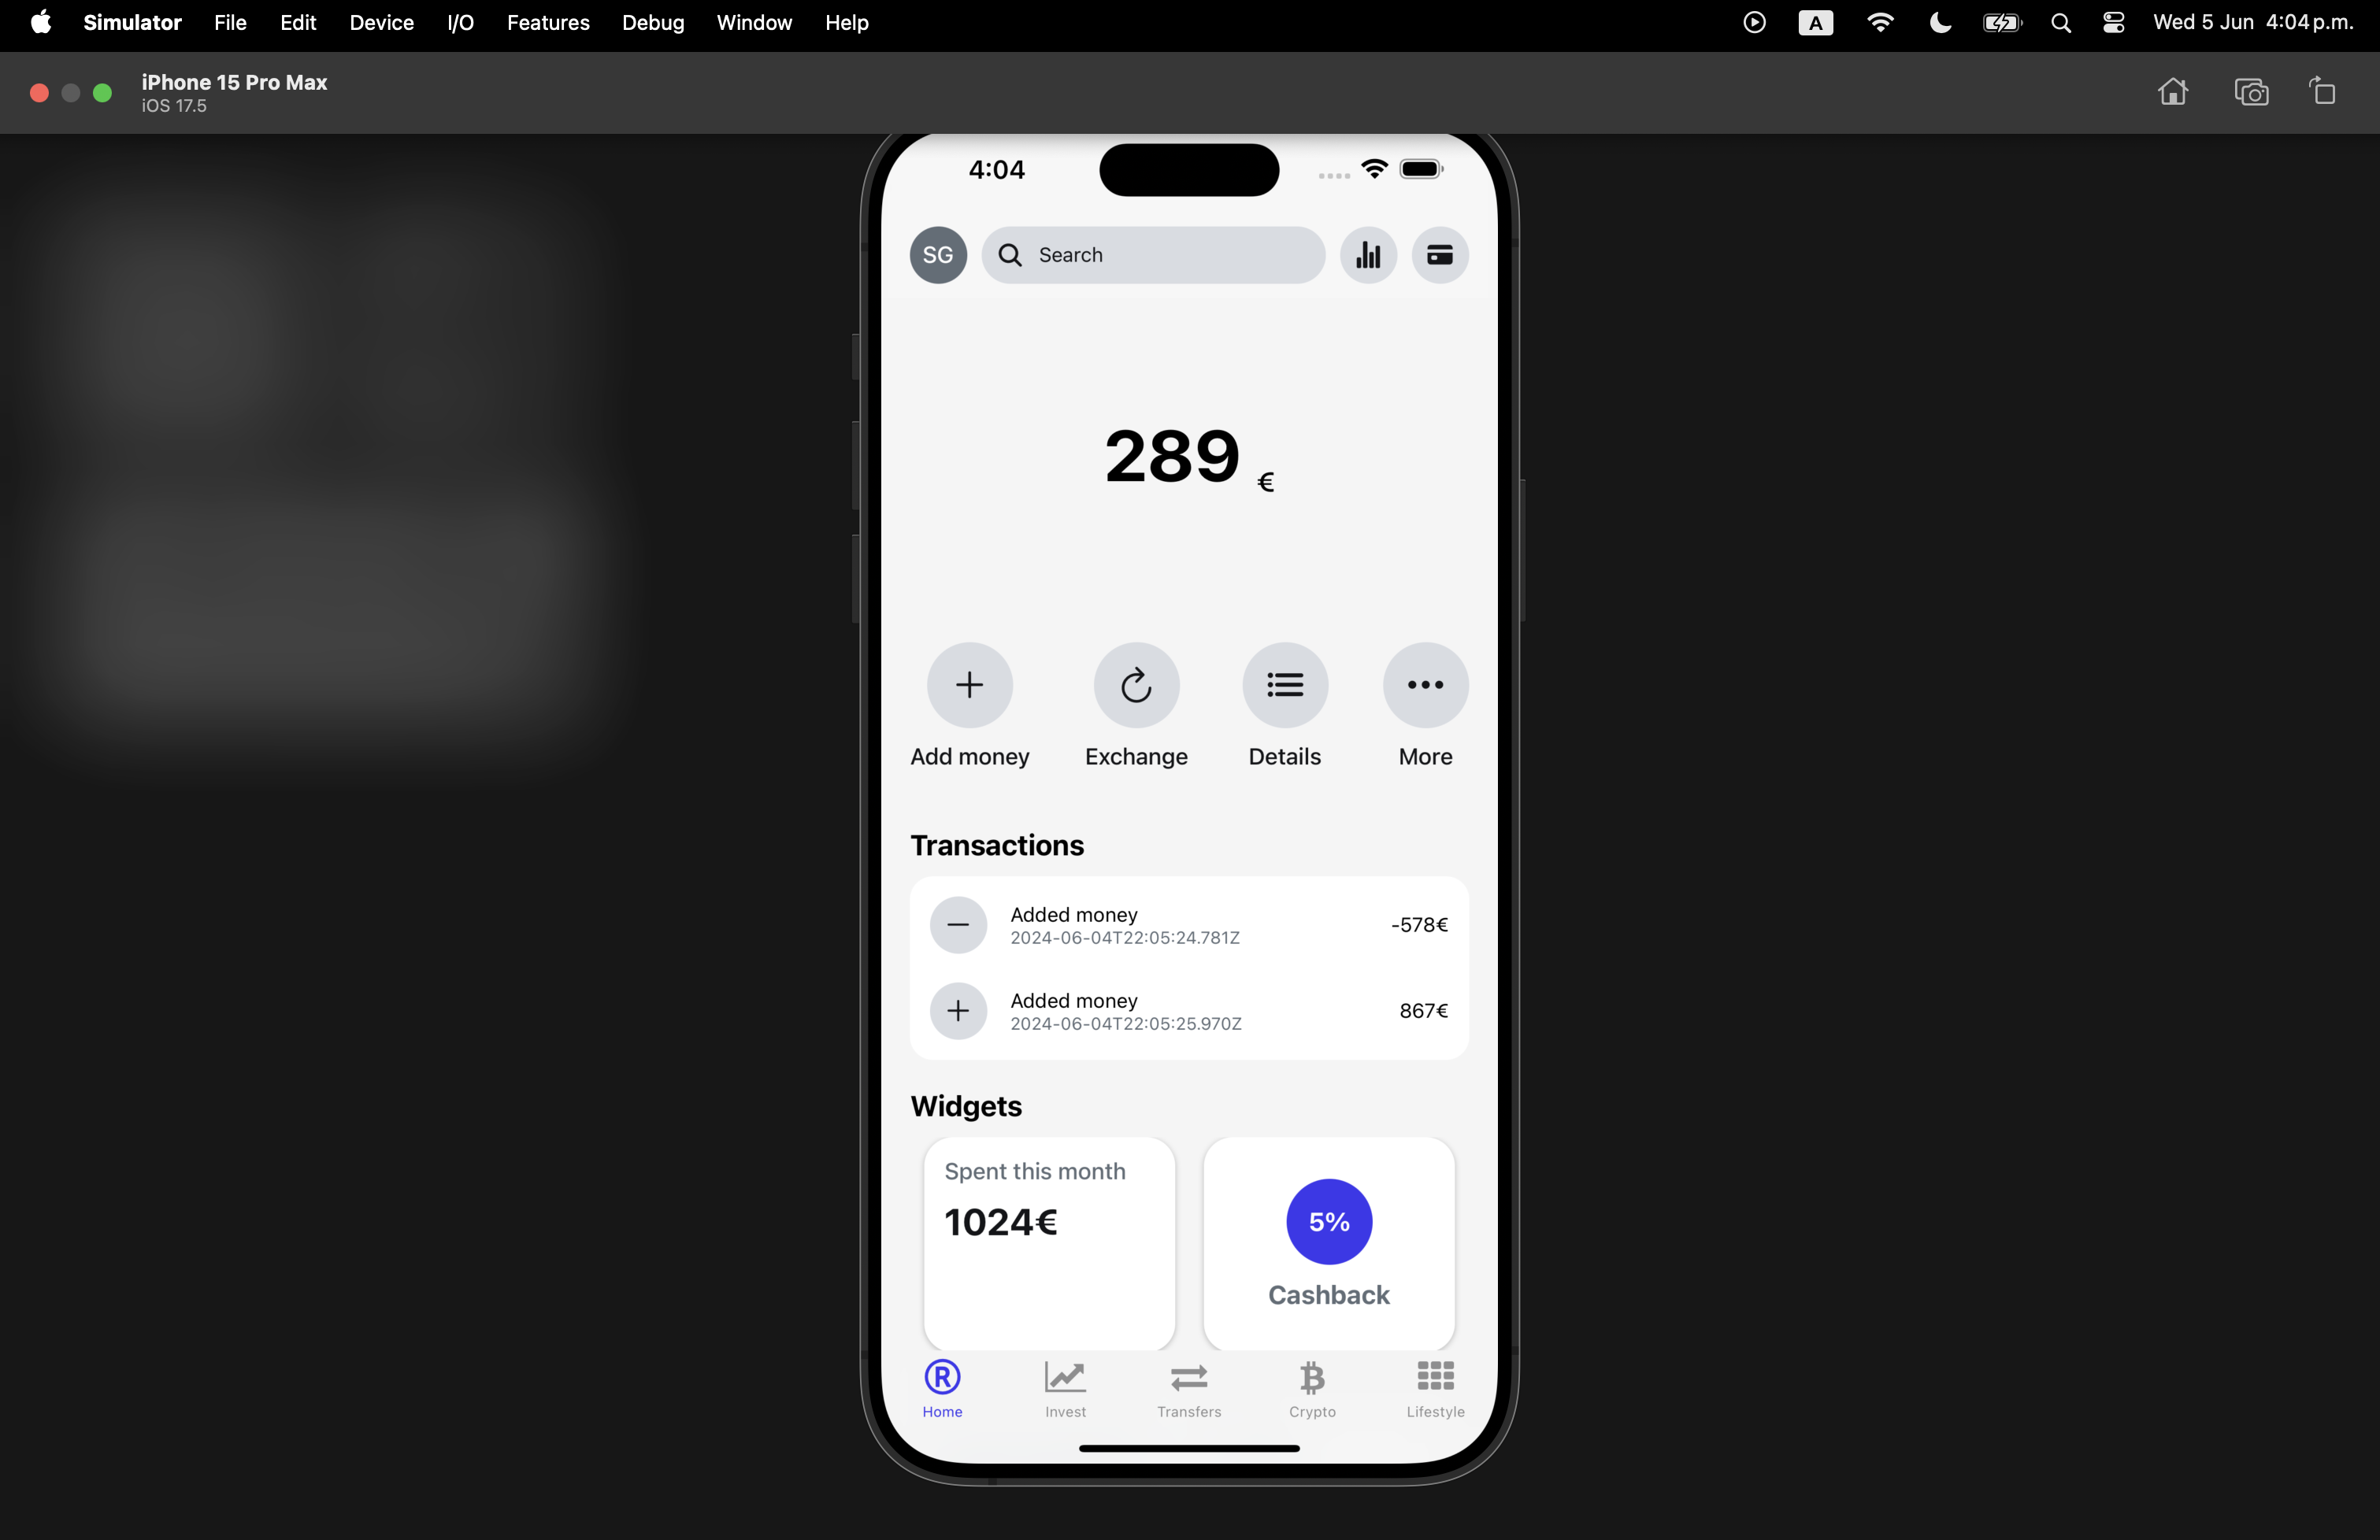 Simulator File Edit Device I/O Features Debug Window Help A Wed 5 Jun 4:04 p.m.
iPhone 15 Pro Max
iOS 17.5
4:04
SG Search
289 €
Add money Exchange Details More
Transactions
Added money
2024-06-04T22:05:24.781Z
-578€
Added money
2024-06-04T22:05:25.970Z
867€
Widgets
Spent this month
1024€
5%
Cashback
R
Home Invest Transfers Crypto Lifestyle